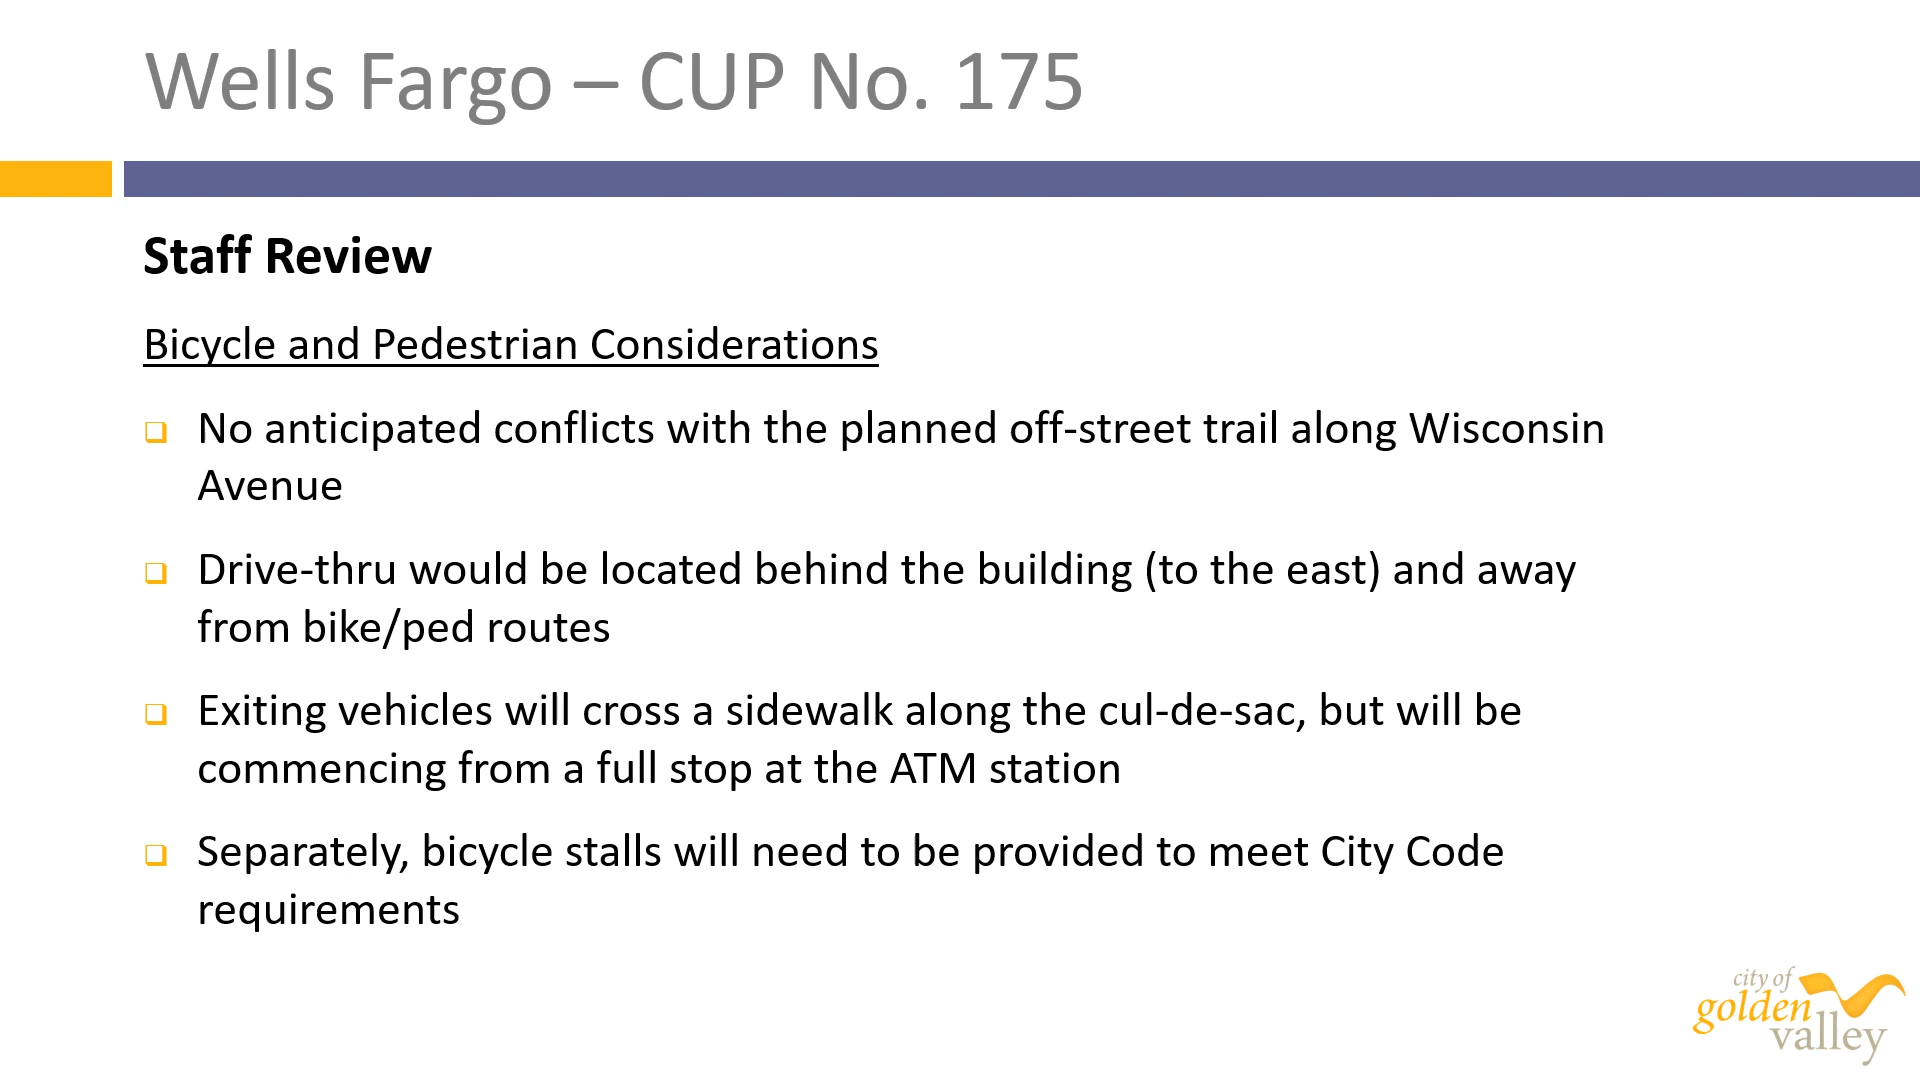 Wells Fargo – CUP No. 175
Staff Review
Bicycle and Pedestrian Considerations
No anticipated conflicts with the planned off-street trail along Wisconsin
Avenue
Drive-thru would be located behind the building (to the east) and away
from bike/ped routes
Exiting vehicles will cross a sidewalk along the cul-de-sac, but will be
commencing from a full stop at the ATM station
Separately, bicycle stalls will need to be provided to meet City Code
requirements
city of
golden
valley